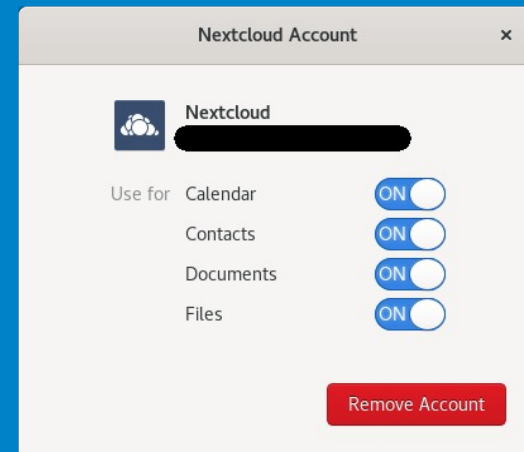 Nextcloud Account ×
Nextcloud
Use for Calendar ON
Contacts ON
Documents ON
Files ON
Remove Account